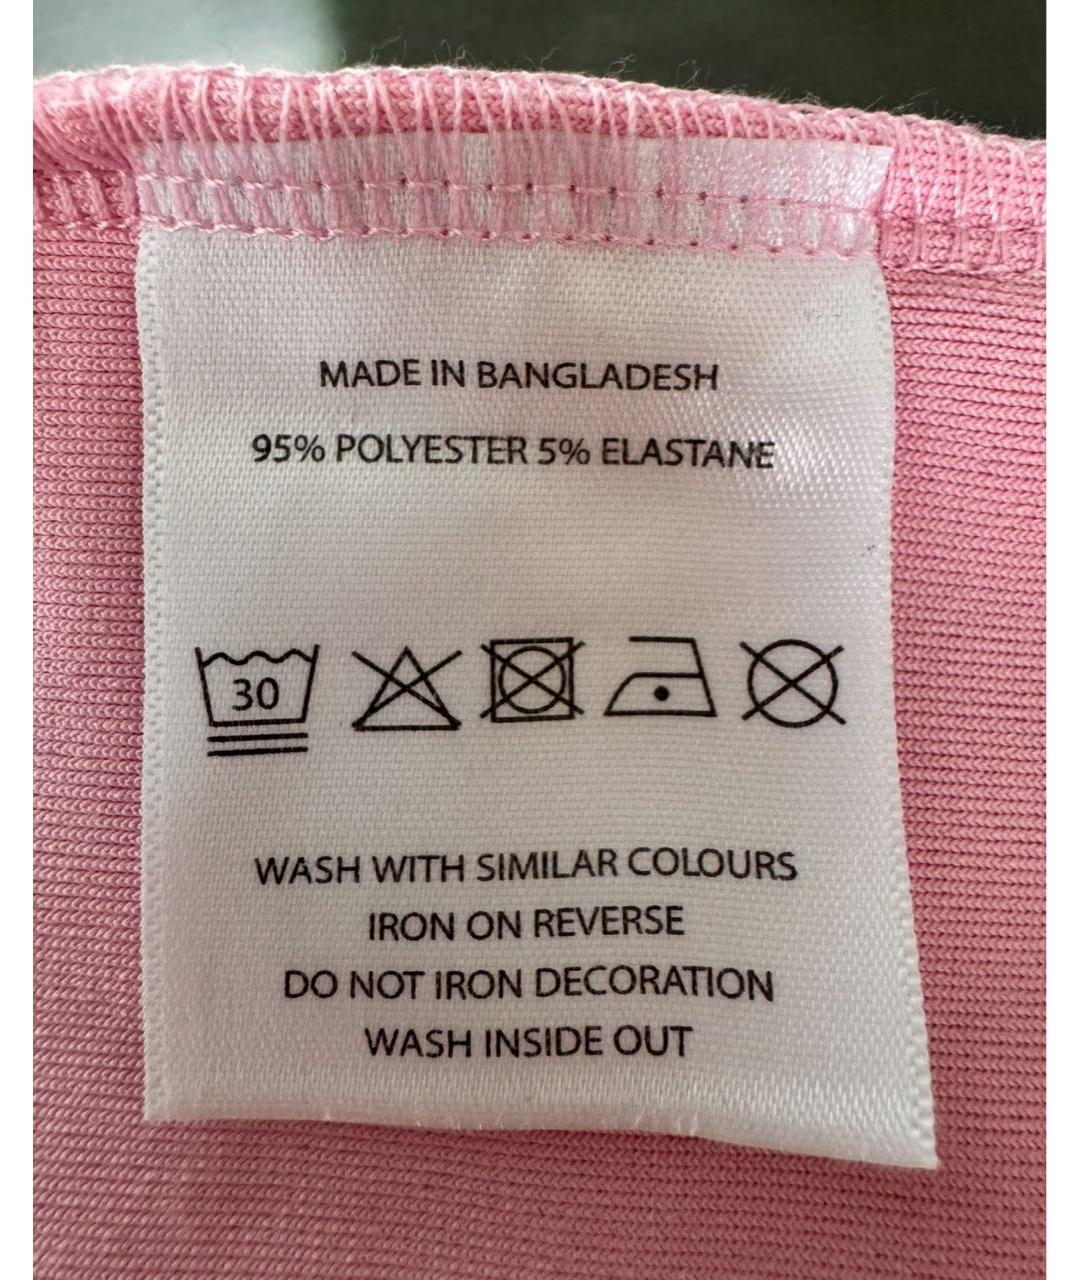 MADE IN BANGLADESH
95% POLYESTER 5% ELASTANE
30
WASH WITH SIMILAR COLOURS
IRON ON REVERSE
DO NOT IRON DECORATION
WASH INSIDE OUT